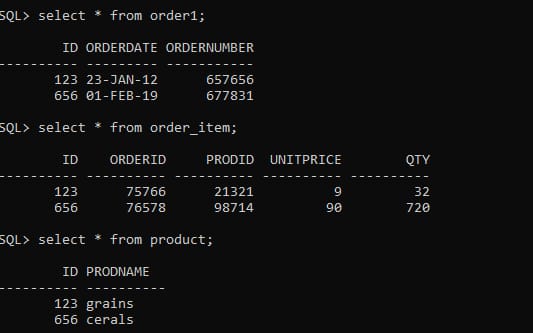 SQL> select * from order1;
ID ORDERDATE ORDERNUMBER
---------- --------- -----------
123 23-JAN-12 657656
656 01-FEB-19 677831
SQL> select * from order_item;
ID ORDERID PRODID UNITPRICE QTY
---------- ---------- ---------- ---------- ----------
123 75766 21321 9 32
656 76578 98714 90 720
SQL> select * from product;
ID PRODNAME
---------- ----------
123 grains
656 cerals